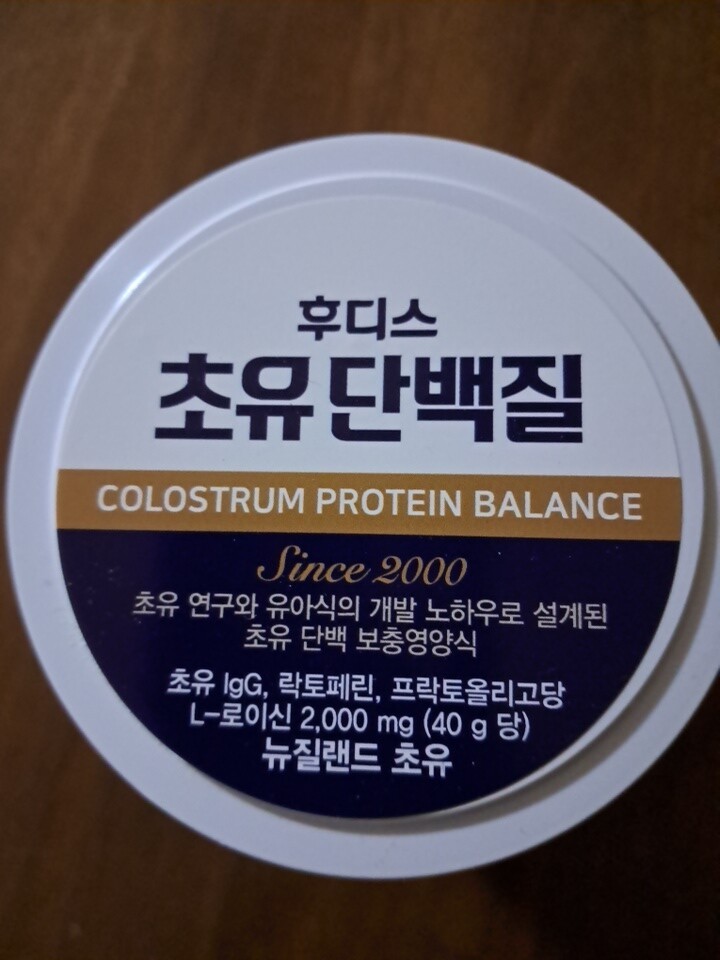 후디스
초유단백질
COLOSTRUM PROTEIN BALANCE
Since 2000
초유 연구와 유아식의 개발 노하우로 설계된
초유 단백 보충영양식
초유 IgG, 락토페린, 프락토올리고당
L-로이신 2,000 mg (40 g 당)
뉴질랜드 초유